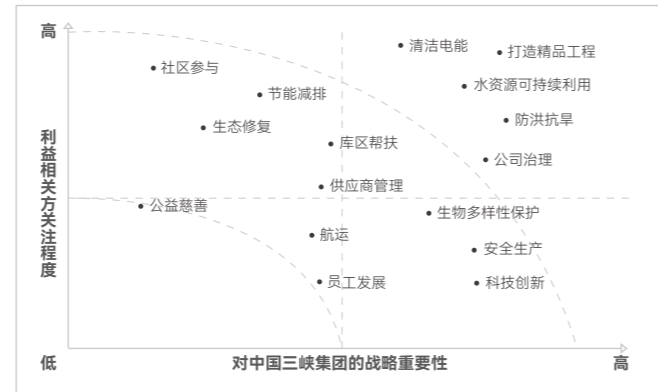 高
清洁电能
打造精品工程
社区参与
节能减排
水资源可持续利用
生态修复
防洪抗旱
库区帮扶
公司治理
供应商管理
利益相关方关注程度
公益慈善
生物多样性保护
航运
安全生产
员工发展
科技创新
低
对中国三峡集团的战略重要性
高